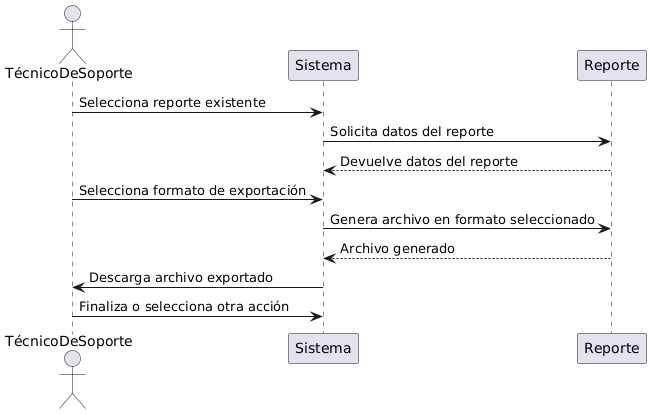 TécnicoDeSoporte
Sistema
Reporte
Selecciona reporte existente
Solicita datos del reporte
Devuelve datos del reporte
Selecciona formato de exportación
Genera archivo en formato seleccionado
Archivo generado
Descarga archivo exportado
Finaliza o selecciona otra acción
TécnicoDeSoporte
Sistema
Reporte